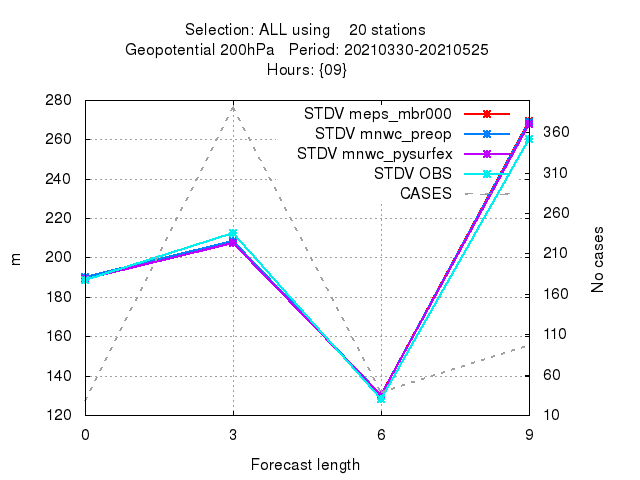 Selection: ALL using 20 stations
Geopotential 200hPa Period: 20210330-20210525
Hours: {09}
STDV meps_mbr000
STDV mnwc_preop
STDV mnwc_pysurfex
STDV OBS
CASES
280
260
240
220
200
180
160
140
120
m
360
310
260
210
160
110
60
10
No cases
0 3 6 9
Forecast length